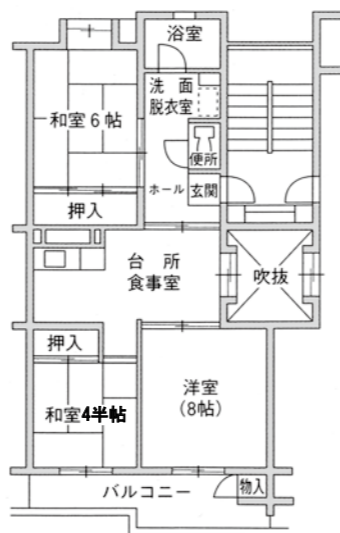 浴室
洗面
脱衣室
和室6帖
便所
ホール
玄関
押入
台所
食事室
吹抜
押入
洋室
(8帖)
和室4半帖
物入
バルコニー